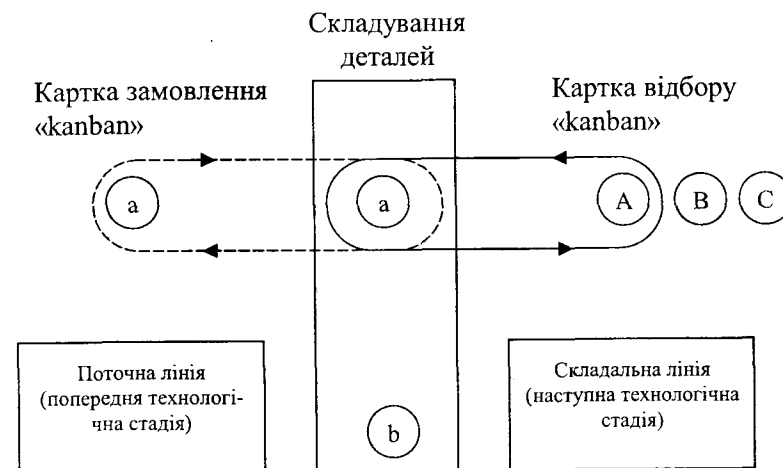 Складування
деталей
Картка замовлення
«kanban»
Картка відбору
«kanban»
a
a
A
B
C
Поточна лінія
(попередня технологі-
чна стадія)
b
Складальна лінія
(наступна технологічна
стадія)